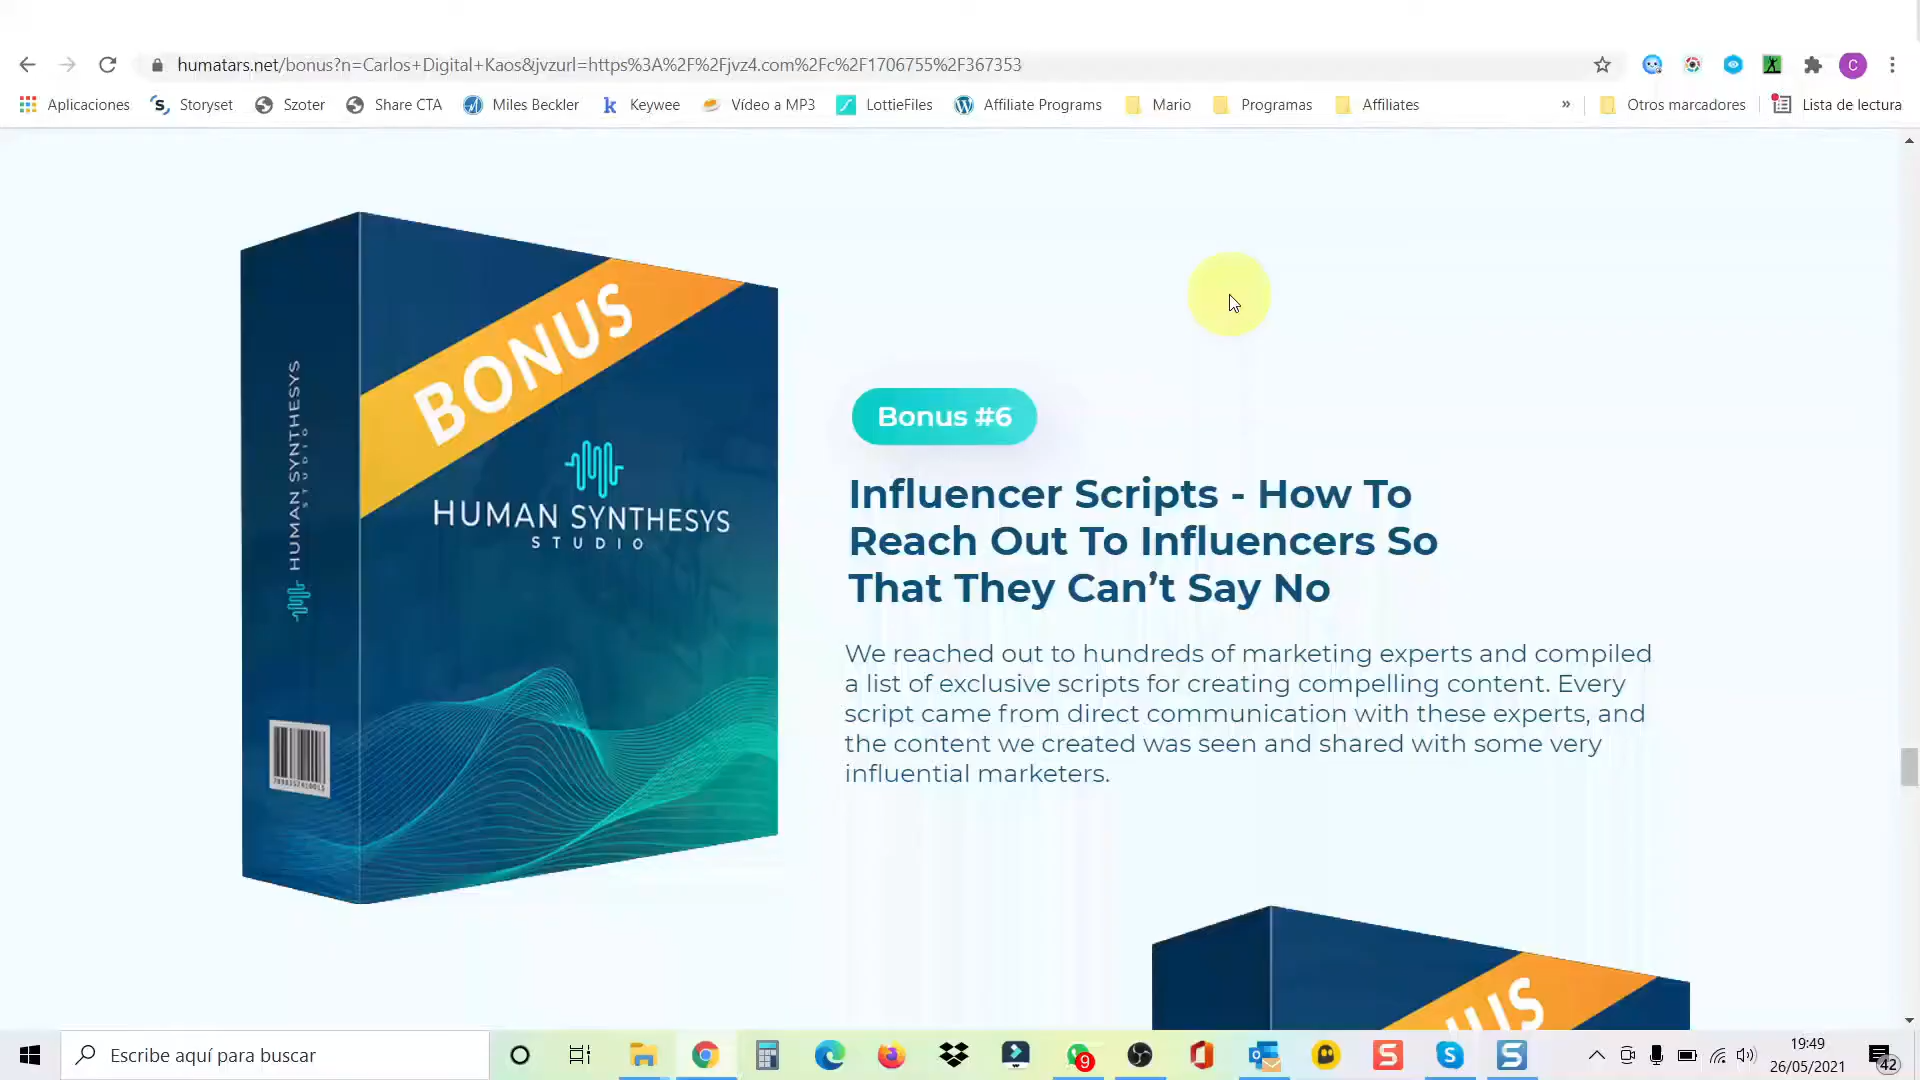 humatars.net/bonus?n=Carlos+Digital+Kaos&jvzurl=https%3A%2F%2Fjvz4.com%2Fc%2F1706755%2F367353
C
Aplicaciones
Storyset
Szoter
Share CTA
Miles Beckler
Keywee
Vídeo a MP3
LottieFiles
Affiliate Programs
Mario
Programas
Affiliates
»
Otros marcadores
Lista de lectura
BONUS
HUMAN SYNTHESYS
STUDIO
HUMAN SYNTHESYS
STUDIO
Bonus #6
Influencer Scripts - How To
Reach Out To Influencers So
That They Can’t Say No
We reached out to hundreds of marketing experts and compiled
a list of exclusive scripts for creating compelling content. Every
script came from direct communication with these experts, and
the content we created was seen and shared with some very
influential marketers.
Escribe aquí para buscar
9
19:49
26/05/2021
42